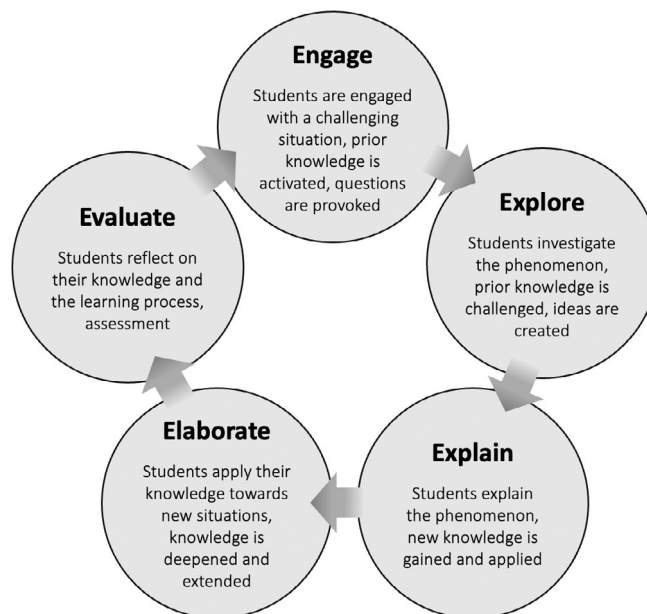 Engage
Students are engaged
with a challenging
situation, prior
knowledge is
activated, questions
are provoked
Explore
Students investigate
the phenomenon,
prior knowledge is
challenged, ideas are
created
Explain
Students explain
the phenomenon,
new knowledge is
gained and applied
Elaborate
Students apply their
knowledge towards
new situations,
knowledge is
deepened and
extended
Evaluate
Students reflect on
their knowledge and
the learning process,
assessment